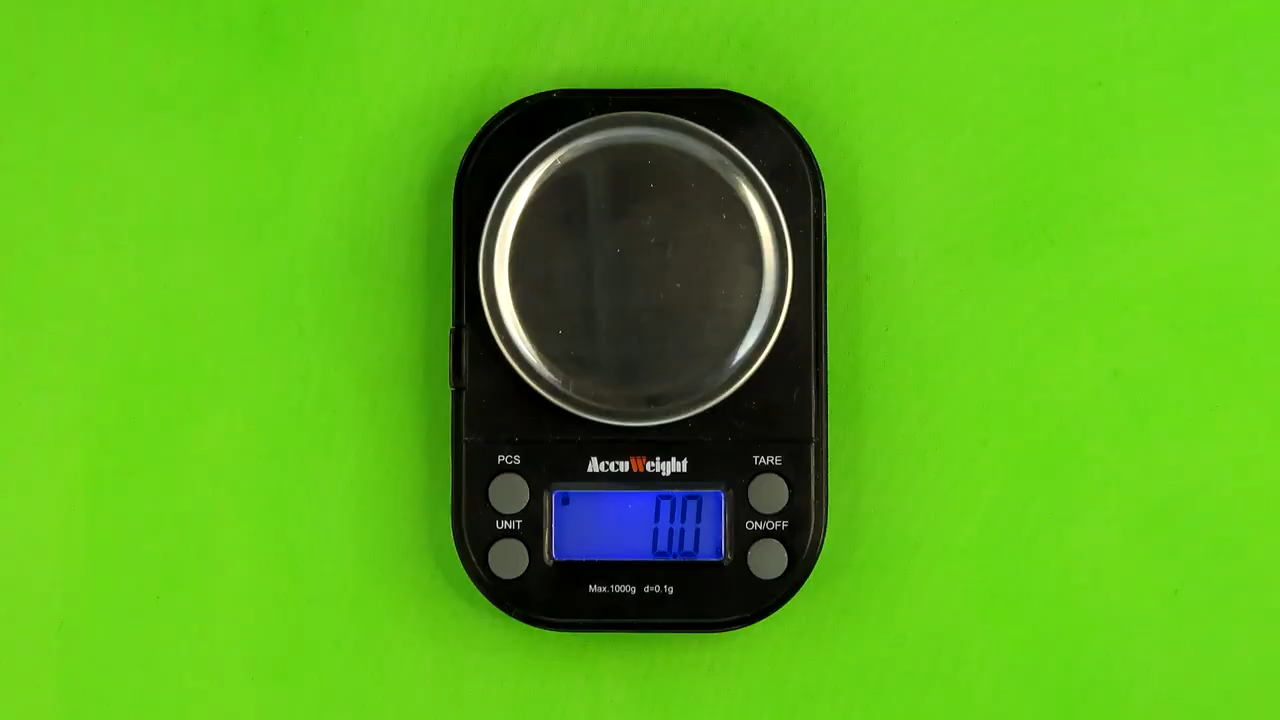 PCS
AccuWeight
TARE
UNIT
0.0
ON/OFF
Max.1000g d=0.1g